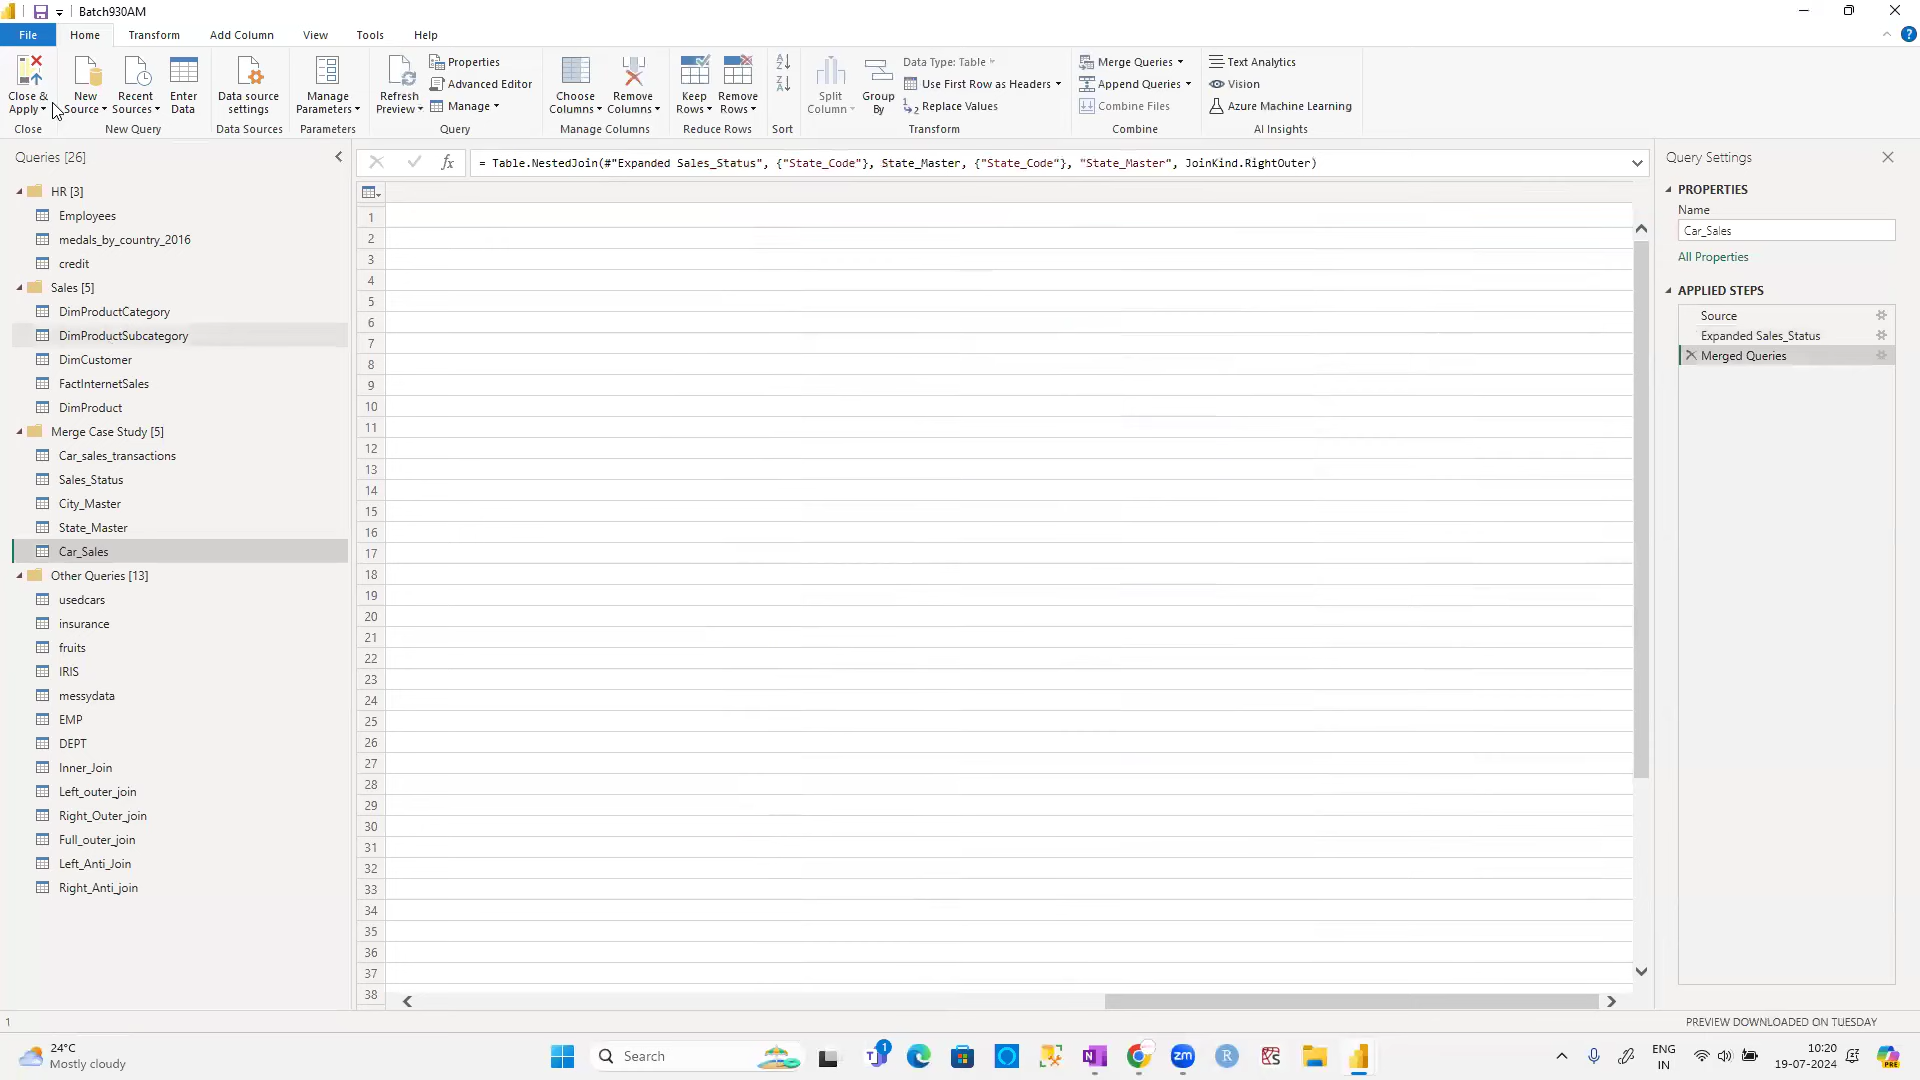 Batch930AM
File Home Transform Add Column View Tools Help
Close & Apply
Close
New Source
Recent Sources
Enter Data
New Query
Data source settings
Data Sources
Manage Parameters
Parameters
Refresh Preview
Properties
Advanced Editor
Manage
Query
Choose Columns
Remove Columns
Manage Columns
Keep Rows
Remove Rows
Reduce Rows
Sort
Split Column
Group By
Data Type: Table
Use First Row as Headers
Replace Values
Transform
Merge Queries
Append Queries
Combine Files
Combine
Text Analytics
Vision
Azure Machine Learning
AI Insights
Queries [26]
HR [3]
Employees
medals_by_country_2016
credit
Sales [5]
DimProductCategory
DimProductSubcategory
DimCustomer
FactInternetSales
DimProduct
Merge Case Study [5]
Car_sales_transactions
Sales_Status
City_Master
State_Master
Car_Sales
Other Queries [13]
usedcars
insurance
fruits
IRIS
messydata
EMP
DEPT
Inner_Join
Left_outer_join
Right_Outer_join
Full_outer_join
Left_Anti_Join
Right_Anti_join
fx
= Table.NestedJoin(#"Expanded Sales_Status", {"State_Code"}, State_Master, {"State_Code"}, "State_Master", JoinKind.RightOuter)
1
2
3
4
5
6
7
8
9
10
11
12
13
14
15
16
17
18
19
20
21
22
23
24
25
26
27
28
29
30
31
32
33
34
35
36
37
38
Query Settings
PROPERTIES
Name
Car_Sales
All Properties
APPLIED STEPS
Source
Expanded Sales_Status
Merged Queries
1
PREVIEW DOWNLOADED ON TUESDAY
24°C
Mostly cloudy
Search
1
zm
R
ENG
IN
10:20
19-07-2024
PRE